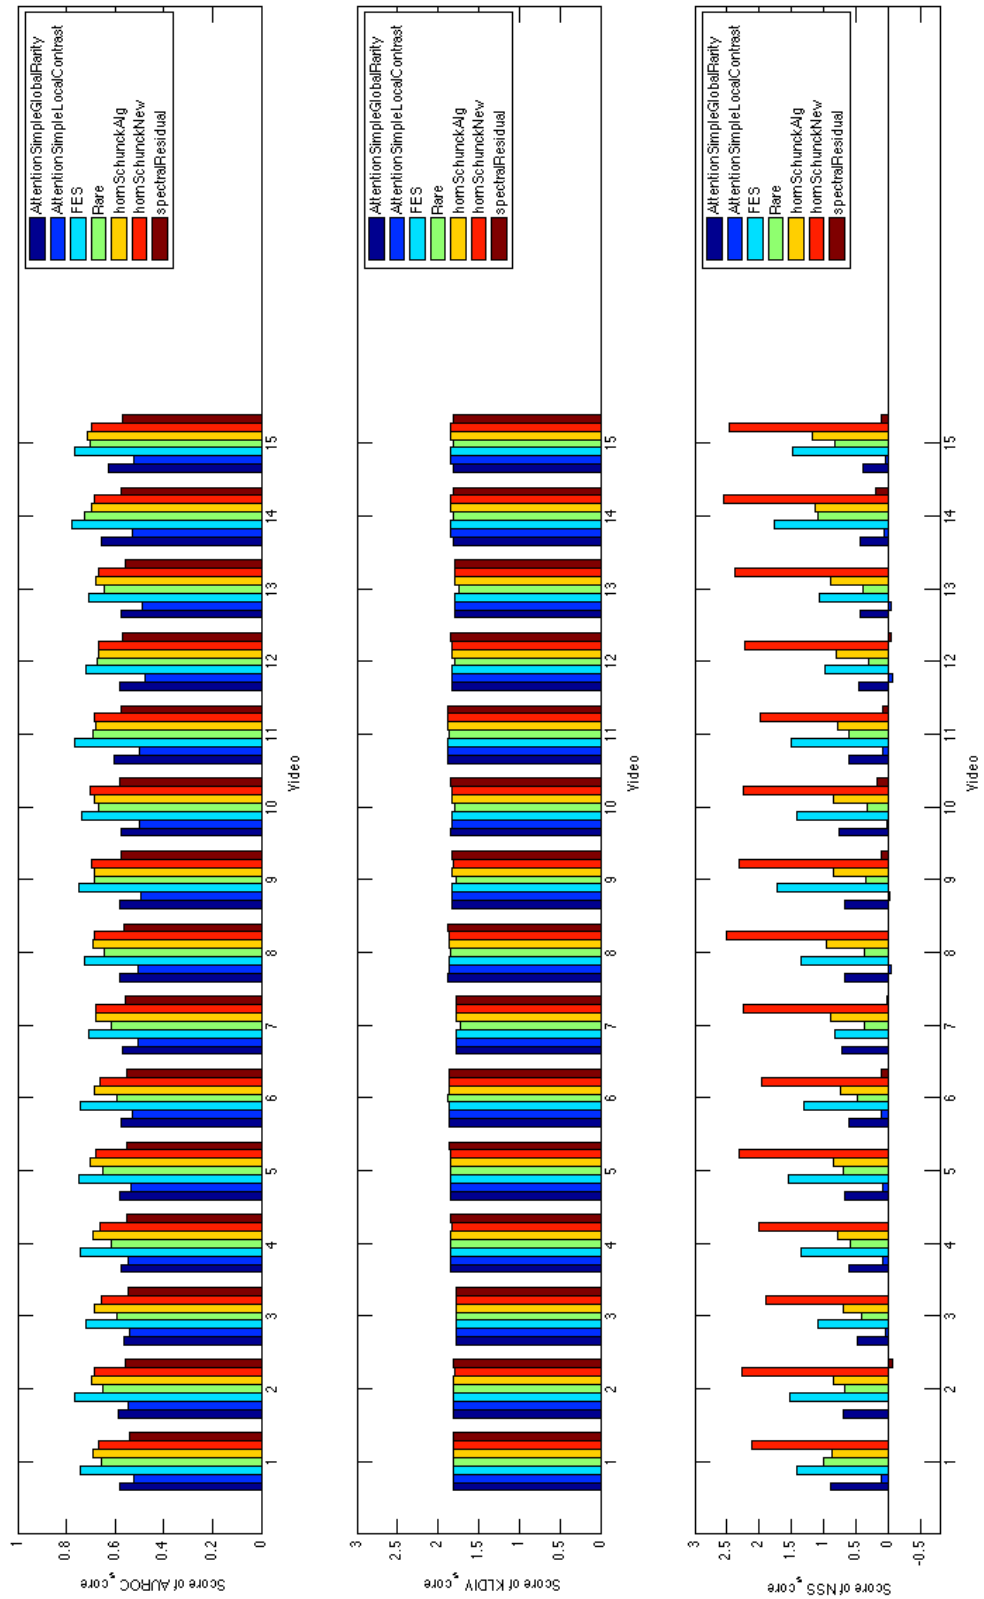 AttentionSimpleGlobalRarity
AttentionSimpleLocalContrast
FES
Rare
hornSchunckAlg
hornSchunckNew
spectralResidual
1
0.8
0.6
0.4
0.2
0
Score of AUROC_score
1 2 3 4 5 6 7 8 9 10 11 12 13 14 15
Video
AttentionSimpleGlobalRarity
AttentionSimpleLocalContrast
FES
Rare
hornSchunckAlg
hornSchunckNew
spectralResidual
3
2.5
2
1.5
1
0.5
0
Score of KLDIV_score
1 2 3 4 5 6 7 8 9 10 11 12 13 14 15
Video
AttentionSimpleGlobalRarity
AttentionSimpleLocalContrast
FES
Rare
hornSchunckAlg
hornSchunckNew
spectralResidual
3
2.5
2
1.5
1
0.5
0
-0.5
Score of NSS_score
1 2 3 4 5 6 7 8 9 10 11 12 13 14 15
Video